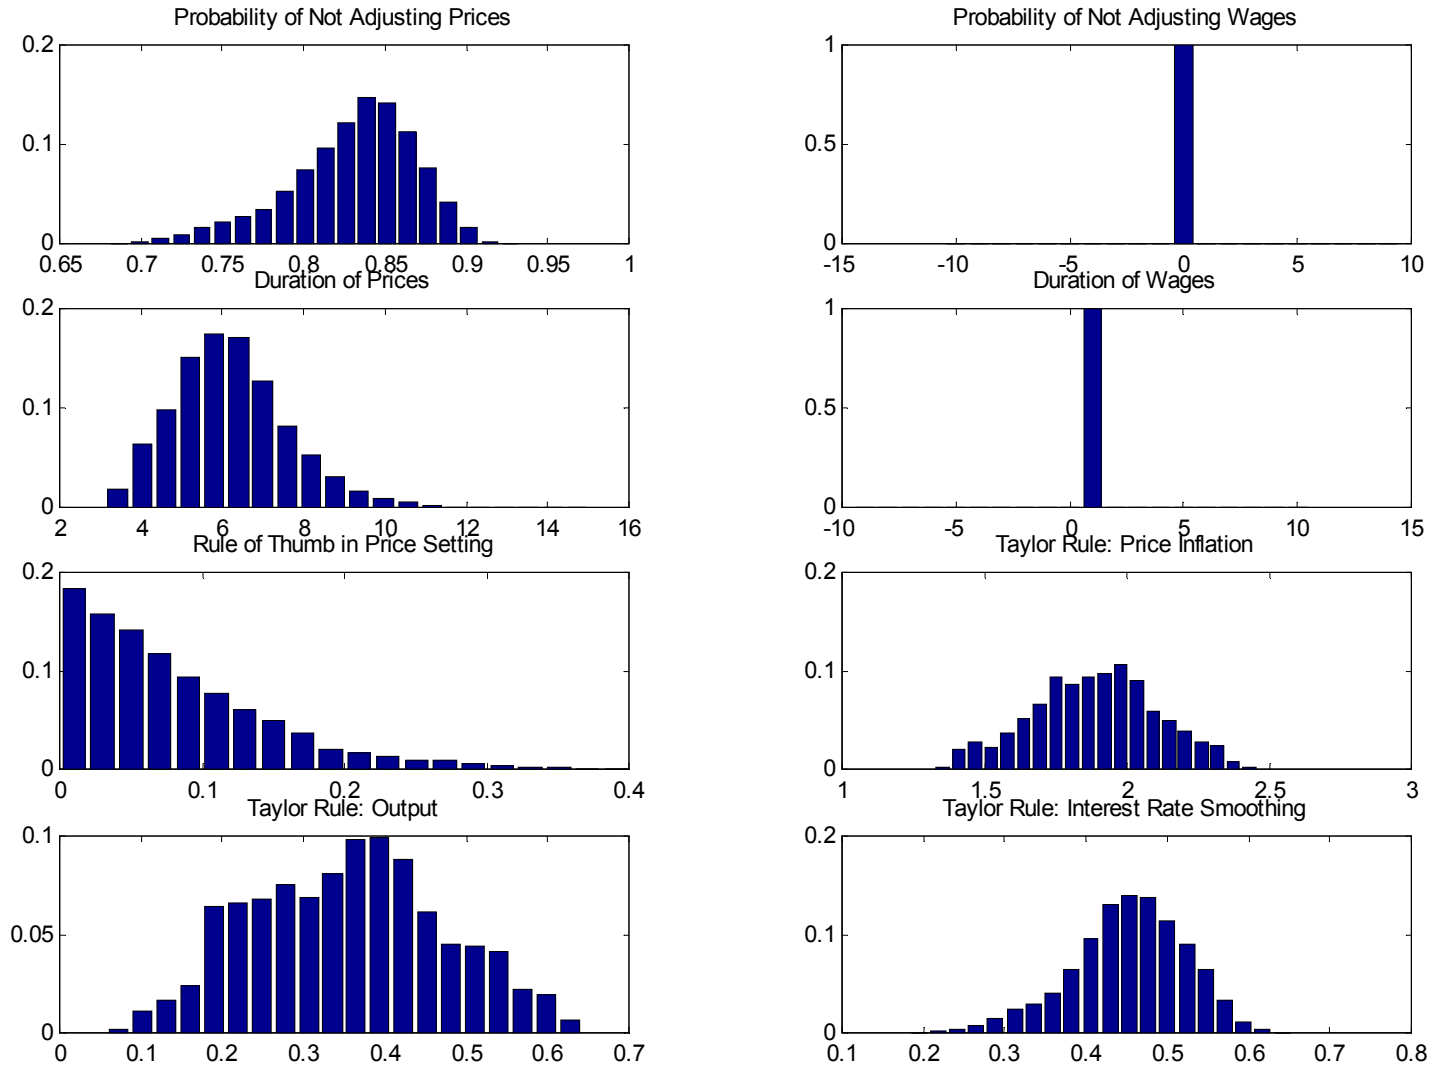 Probability of Not Adjusting Prices
0.2
0.1
0
0.65 0.7 0.75 0.8 0.85 0.9 0.95 1
Probability of Not Adjusting Wages
1
0.5
0
-15 -10 -5 0 5 10
Duration of Prices
0.2
0.1
0
2 4 6 8 10 12 14 16
Duration of Wages
1
0.5
0
-10 -5 0 5 10 15
Rule of Thumb in Price Setting
0.2
0.1
0
0 0.1 0.2 0.3 0.4
Taylor Rule: Price Inflation
0.2
0.1
0
1 1.5 2 2.5 3
Taylor Rule: Output
0.1
0.05
0
0 0.1 0.2 0.3 0.4 0.5 0.6 0.7
Taylor Rule: Interest Rate Smoothing
0.2
0.1
0
0.1 0.2 0.3 0.4 0.5 0.6 0.7 0.8